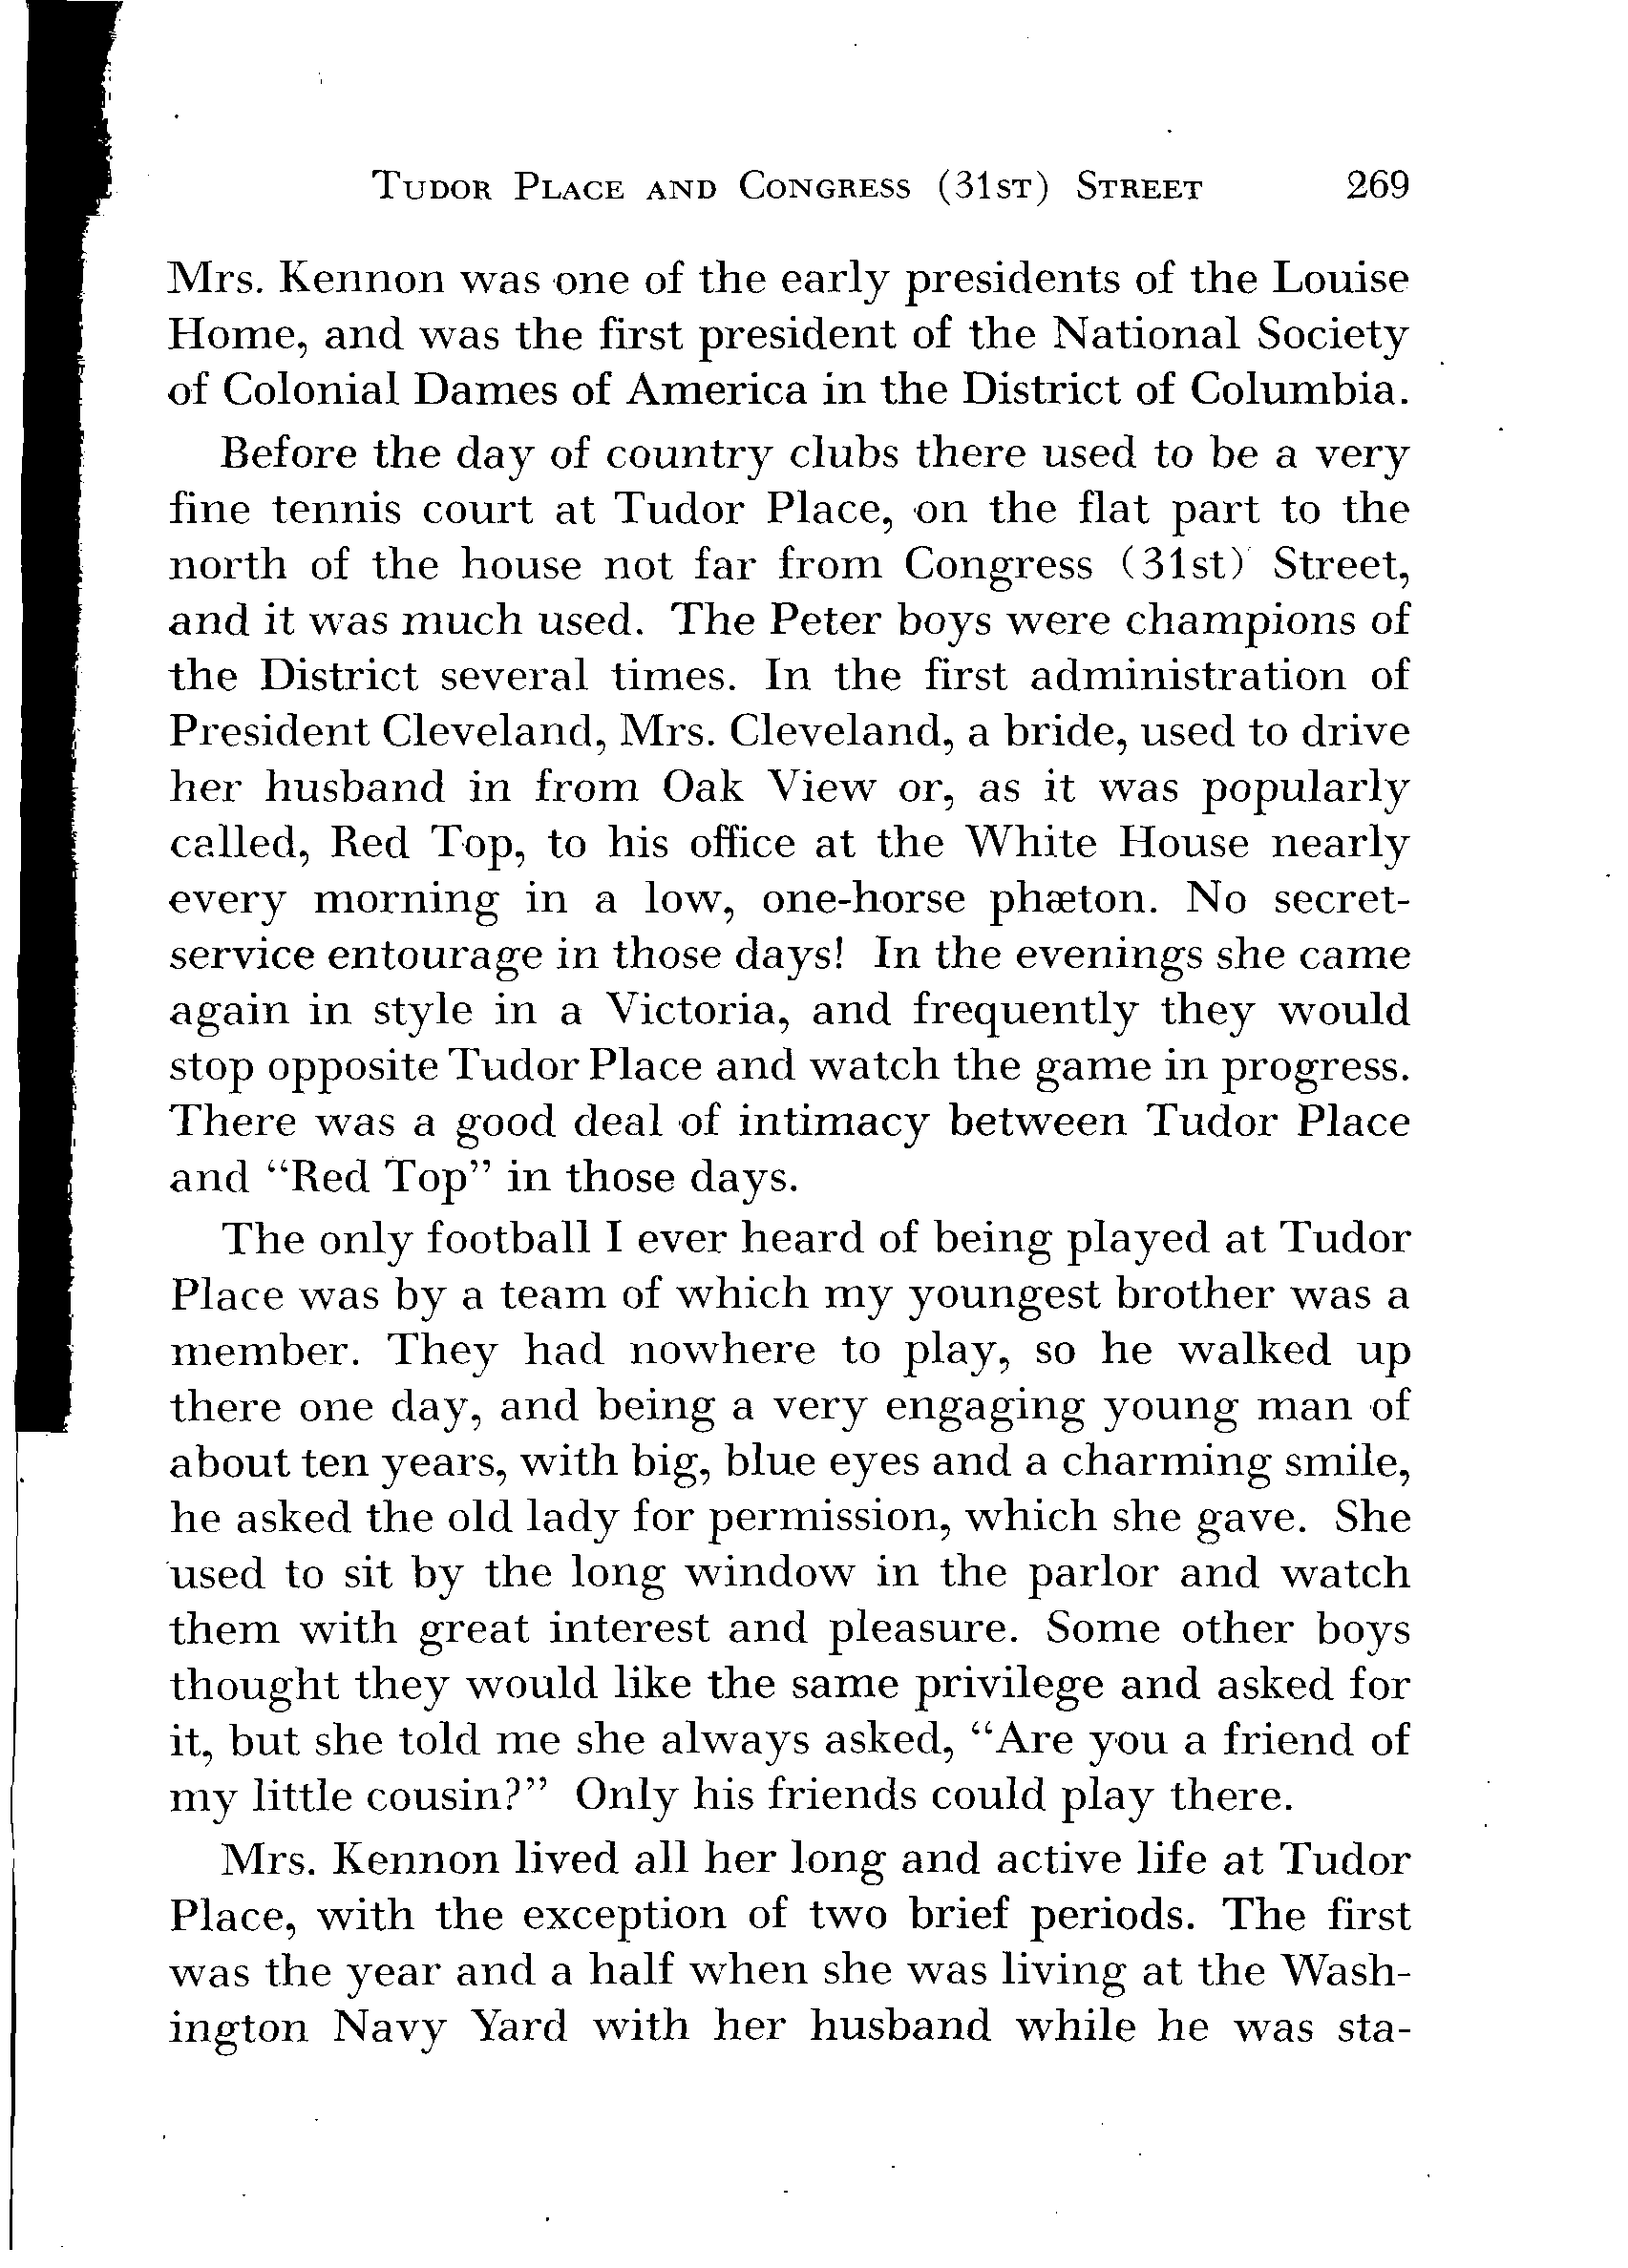 TUDOR PLACE AND CONGRESS (31ST) STREET 269
Mrs. Kennon was one of the early presidents of the Louise
Home, and was the first president of the National Society
of Colonial Dames of America in the District of Columbia.
Before the day of country clubs there used to be a very
fine tennis court at Tudor Place, on the flat part to the
north of the house not far from Congress (31st) Street,
and it was much used. The Peter boys were champions of
the District several times. In the first administration of
President Cleveland, Mrs. Cleveland, a bride, used to drive
her husband in from Oak View or, as it was popularly
called, Red Top, to his office at the White House nearly
every morning in a low, one-horse phæton. No secret-
service entourage in those days! In the evenings she came
again in style in a Victoria, and frequently they would
stop opposite Tudor Place and watch the game in progress.
There was a good deal of intimacy between Tudor Place
and “Red Top” in those days.
The only football I ever heard of being played at Tudor
Place was by a team of which my youngest brother was a
member. They had nowhere to play, so he walked up
there one day, and being a very engaging young man of
about ten years, with big, blue eyes and a charming smile,
he asked the old lady for permission, which she gave. She
used to sit by the long window in the parlor and watch
them with great interest and pleasure. Some other boys
thought they would like the same privilege and asked for
it, but she told me she always asked, “Are you a friend of
my little cousin?” Only his friends could play there.
Mrs. Kennon lived all her long and active life at Tudor
Place, with the exception of two brief periods. The first
was the year and a half when she was living at the Wash-
ington Navy Yard with her husband while he was sta-